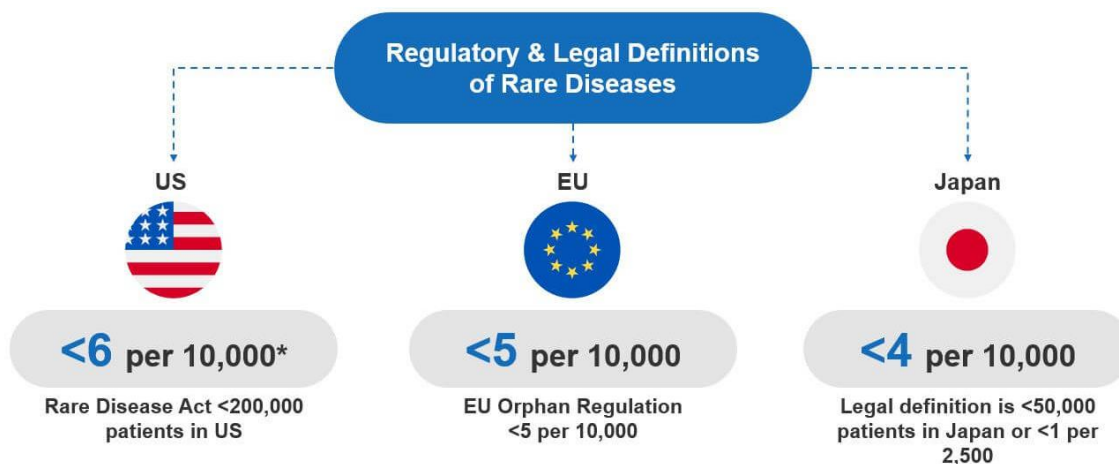 Regulatory & Legal Definitions
of Rare Diseases
US
EU
Japan
<6 per 10,000*
<5 per 10,000
<4 per 10,000
Rare Disease Act <200,000
patients in US
EU Orphan Regulation
<5 per 10,000
Legal definition is <50,000
patients in Japan or <1 per
2,500